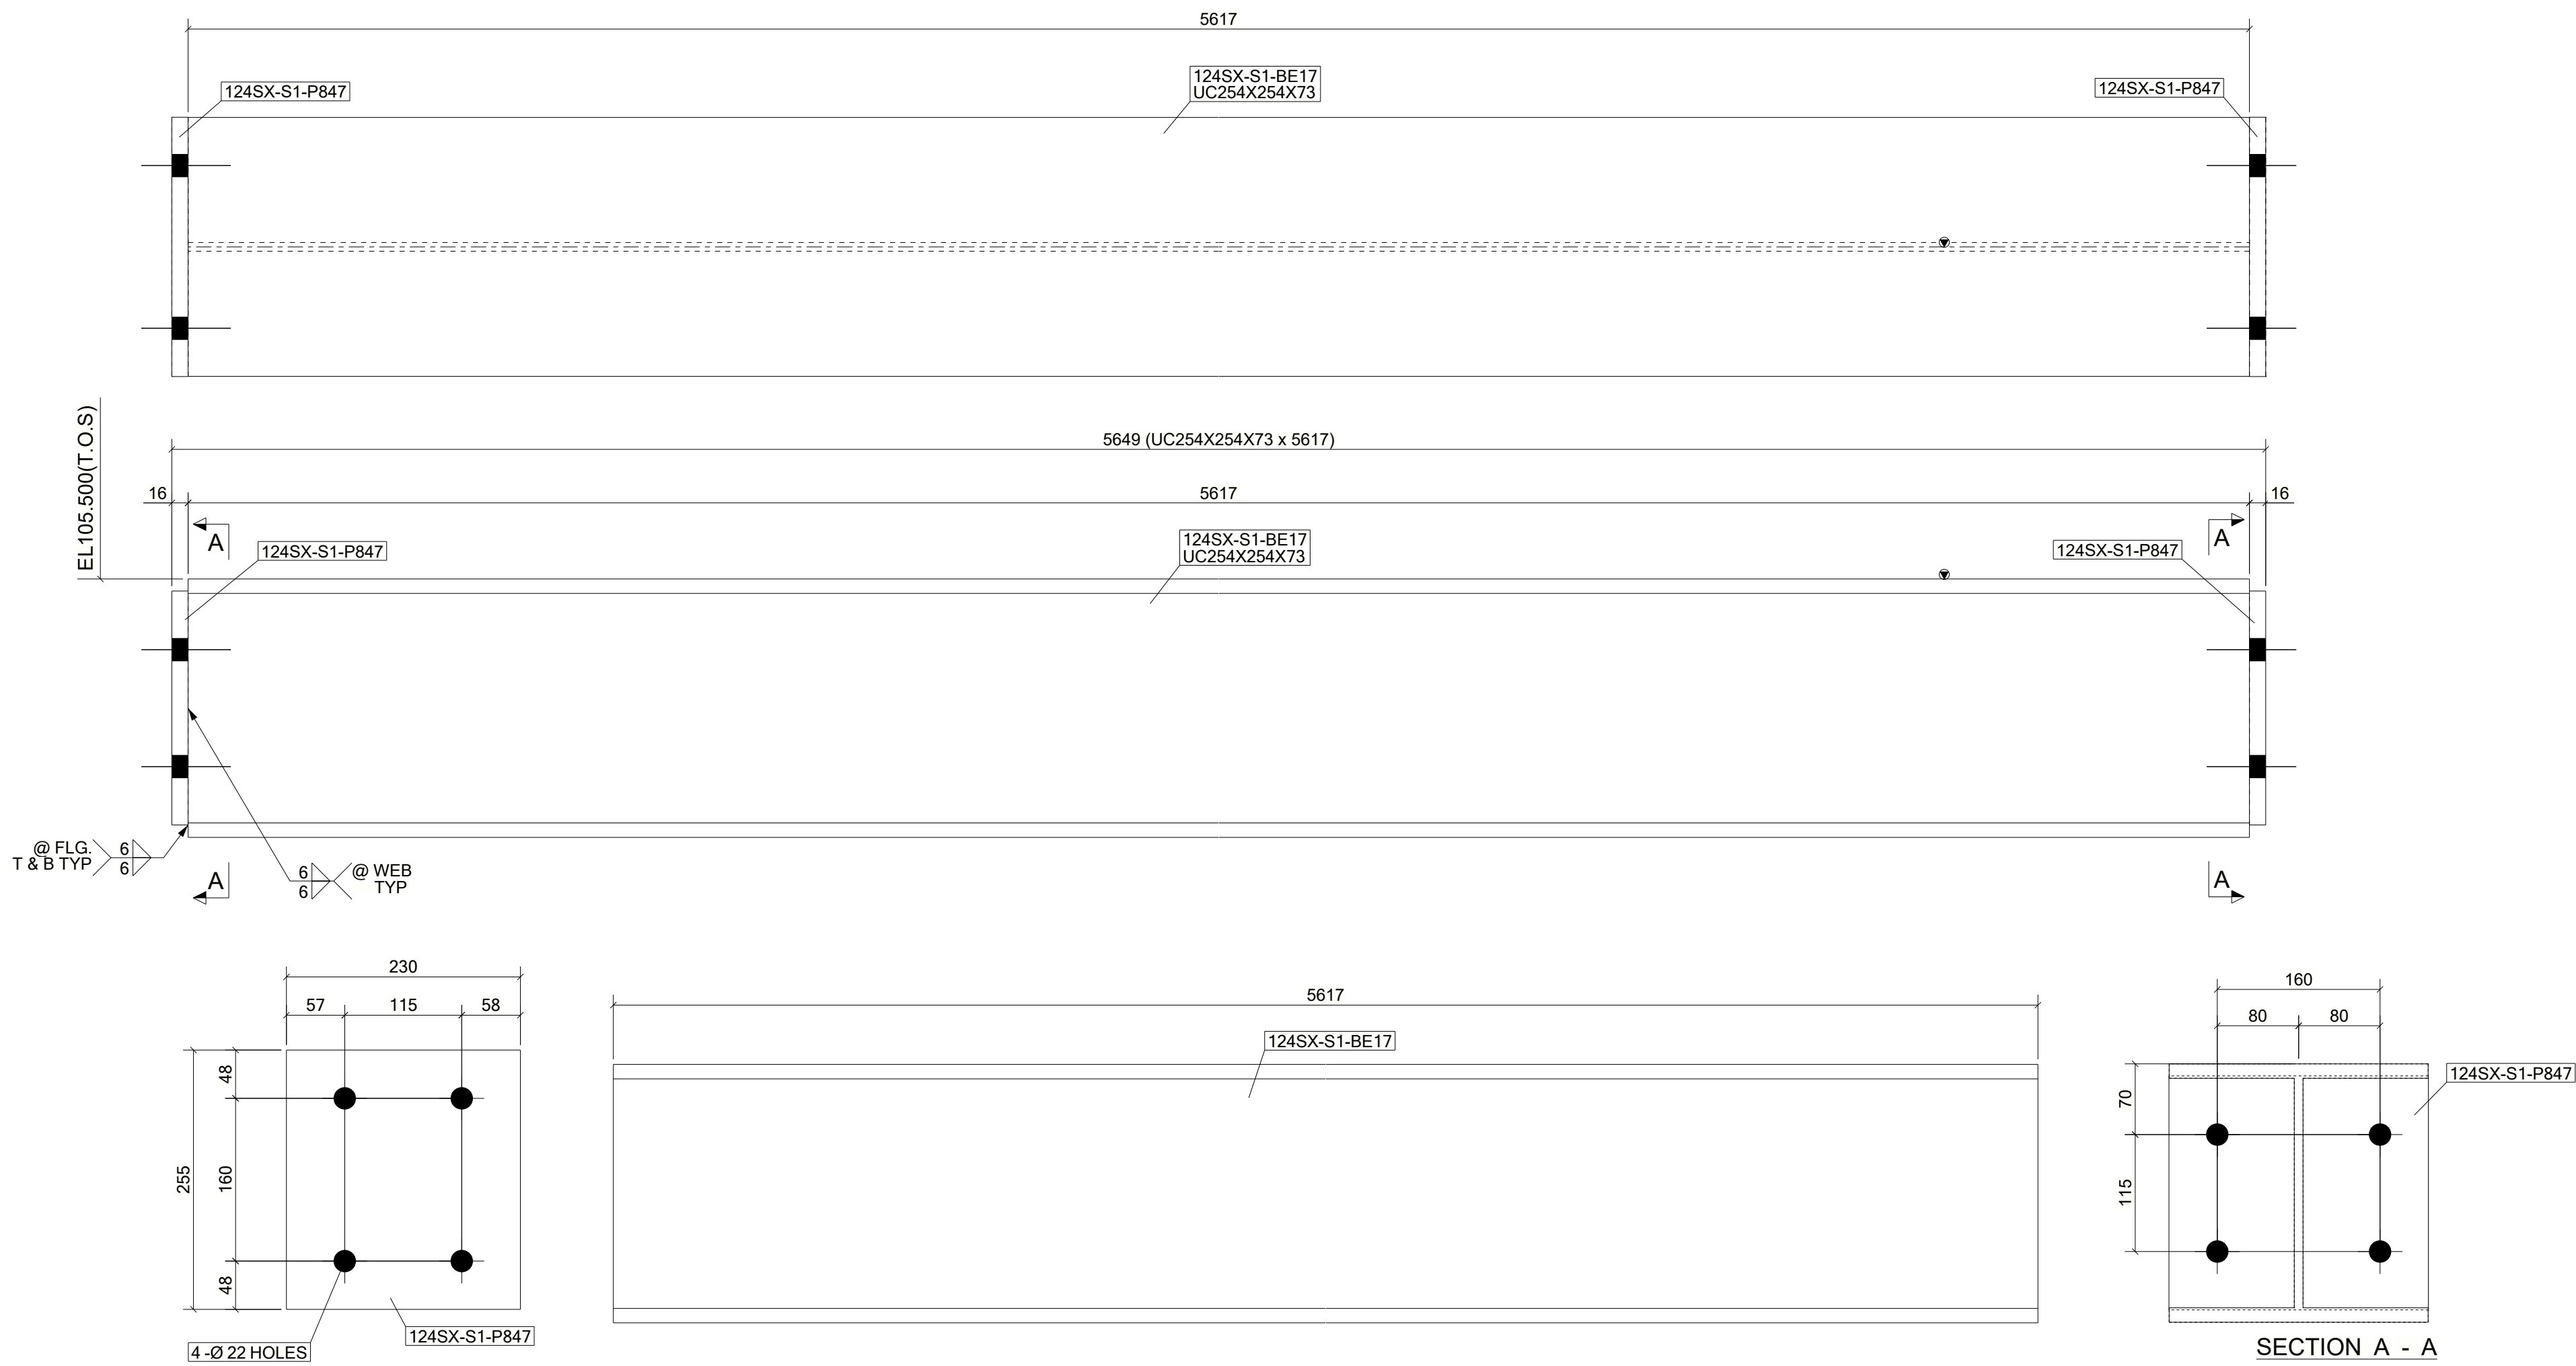 5617
124SX-S1-P847
124SX-S1-BE17
UC254X254X73
124SX-S1-P847
EL105.500(T.O.S)
5649 (UC254X254X73 x 5617)
16
5617
16
A
A
124SX-S1-P847
124SX-S1-BE17
UC254X254X73
124SX-S1-P847
@ FLG.
T & B TYP
6
6
6
6
@ WEB
TYP
A
A
230
57
115
58
48
160
48
255
4 -Ø 22 HOLES
124SX-S1-P847
5617
124SX-S1-BE17
160
80
80
70
115
124SX-S1-P847
SECTION A - A